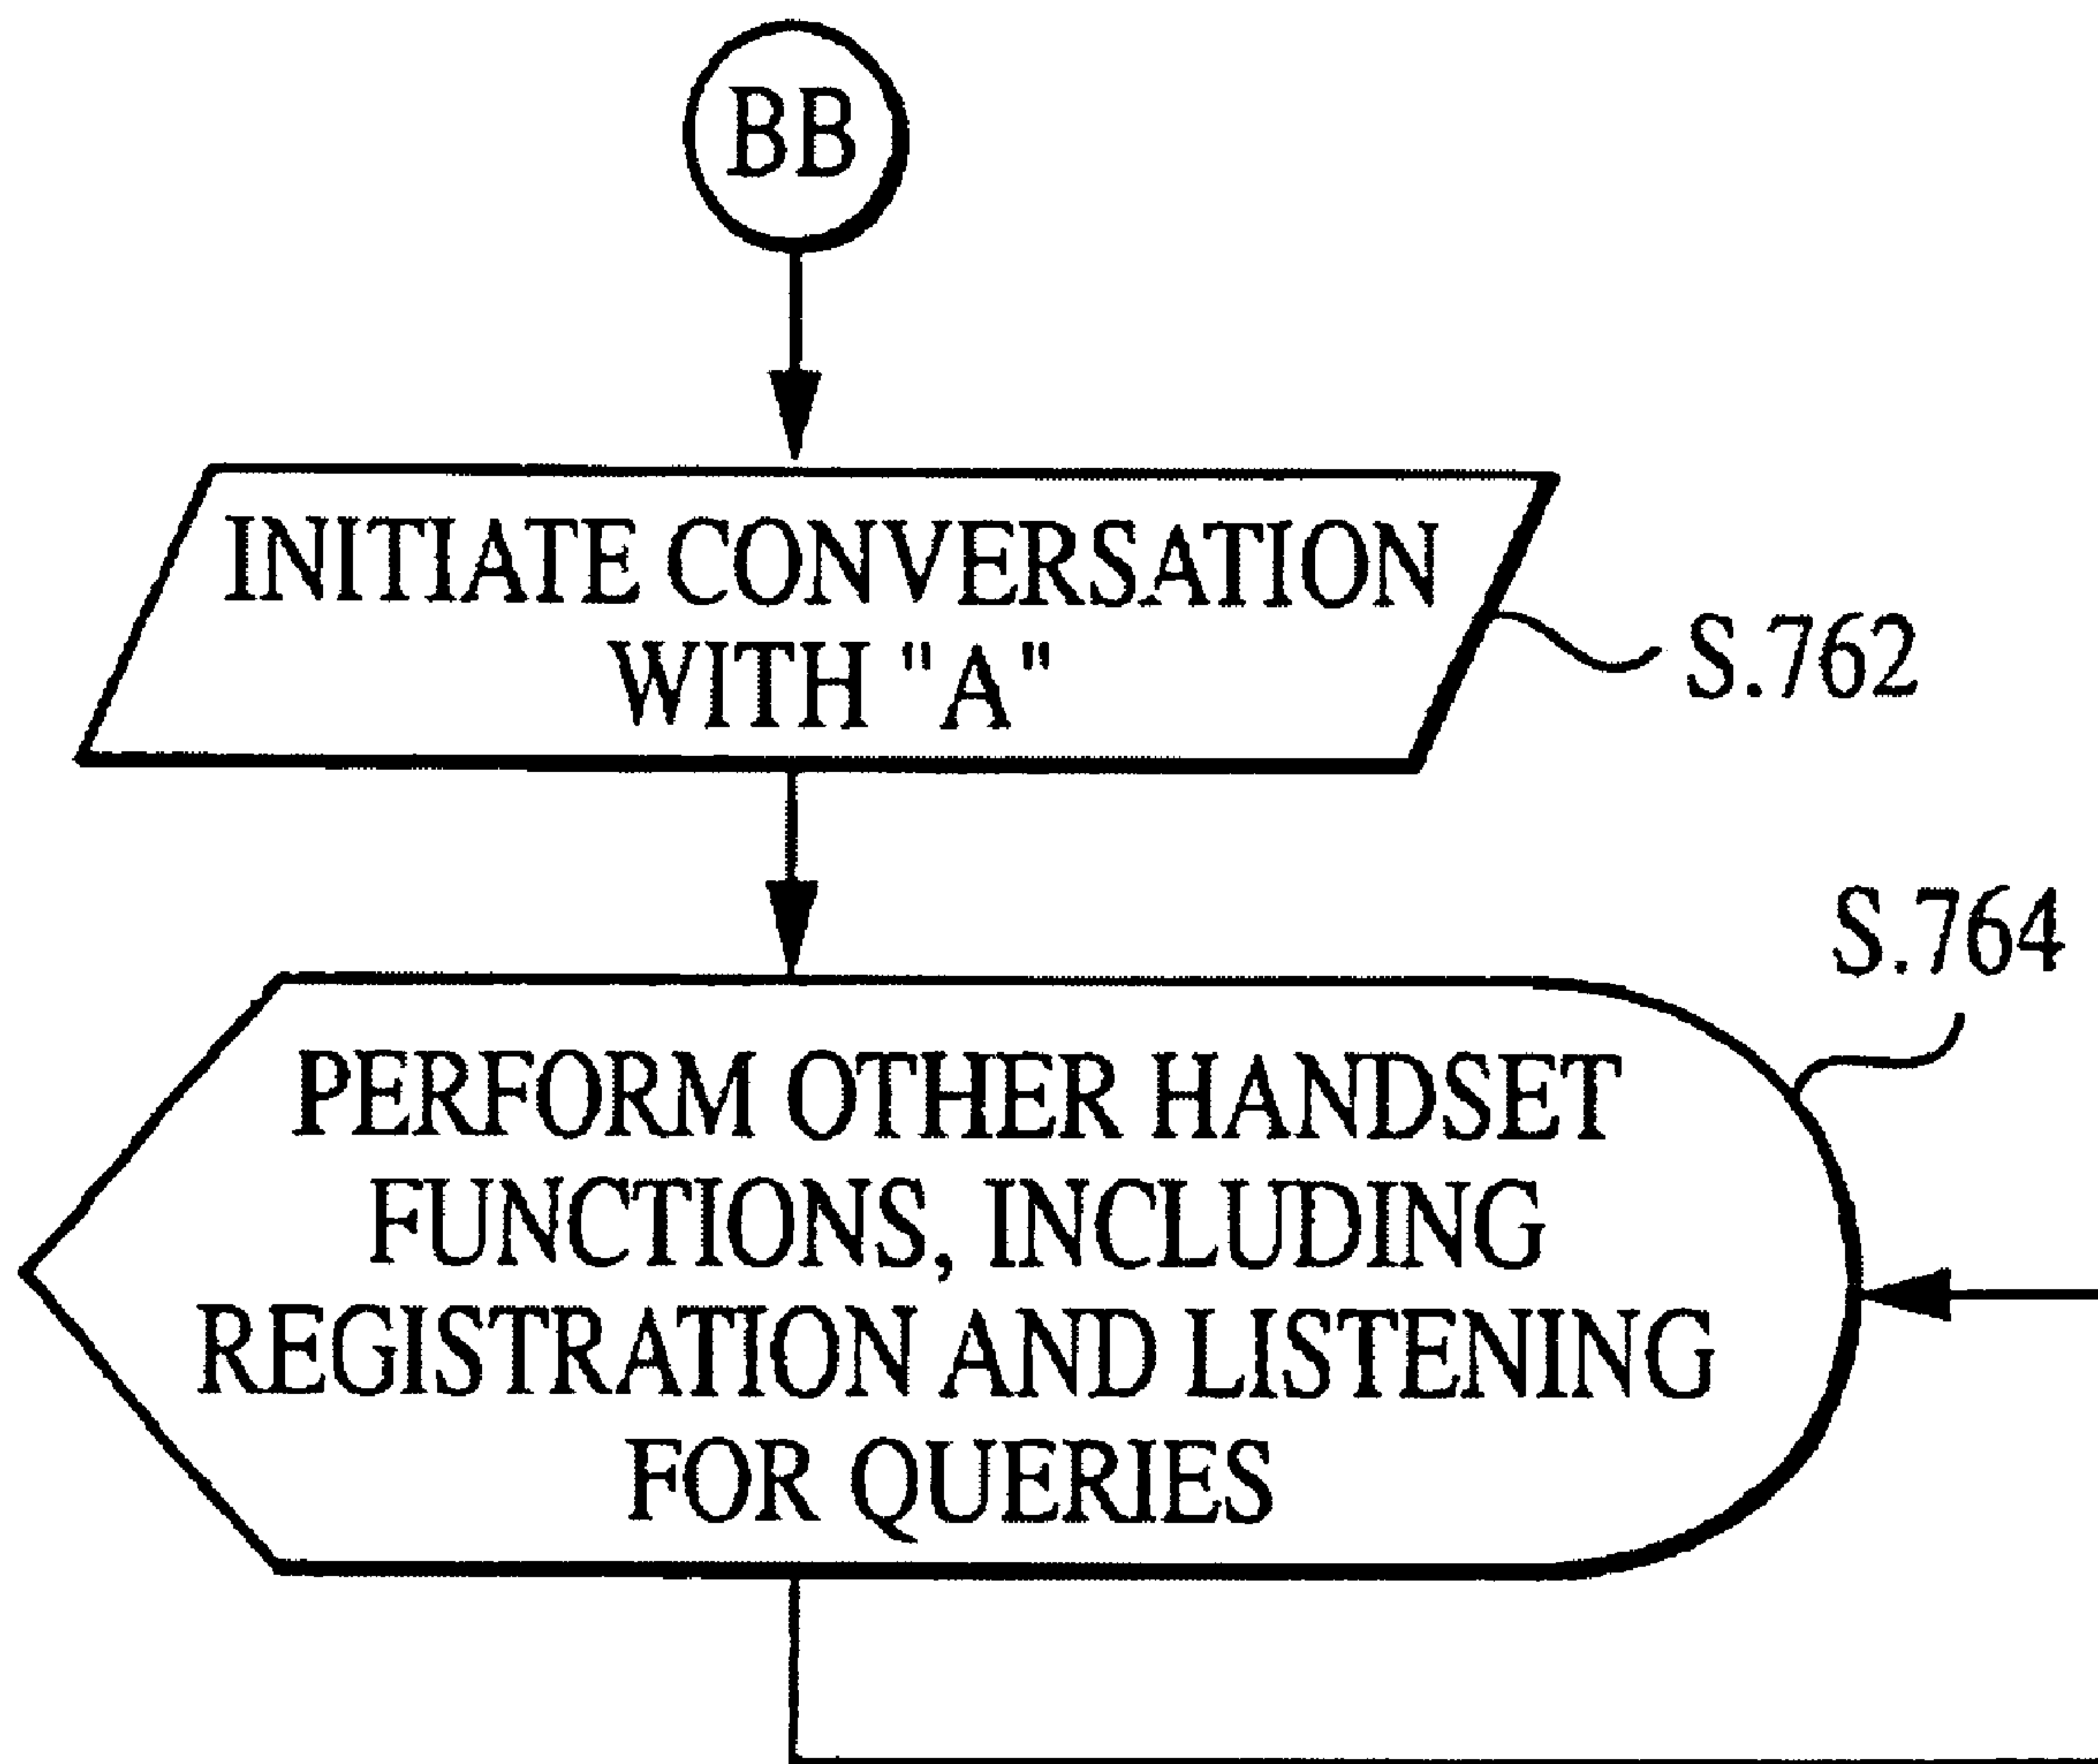 BB
INITIATE CONVERSATION
WITH "A"
S.762
S.764
PERFORM OTHER HANDSET
FUNCTIONS, INCLUDING
REGISTRATION AND LISTENING
FOR QUERIES